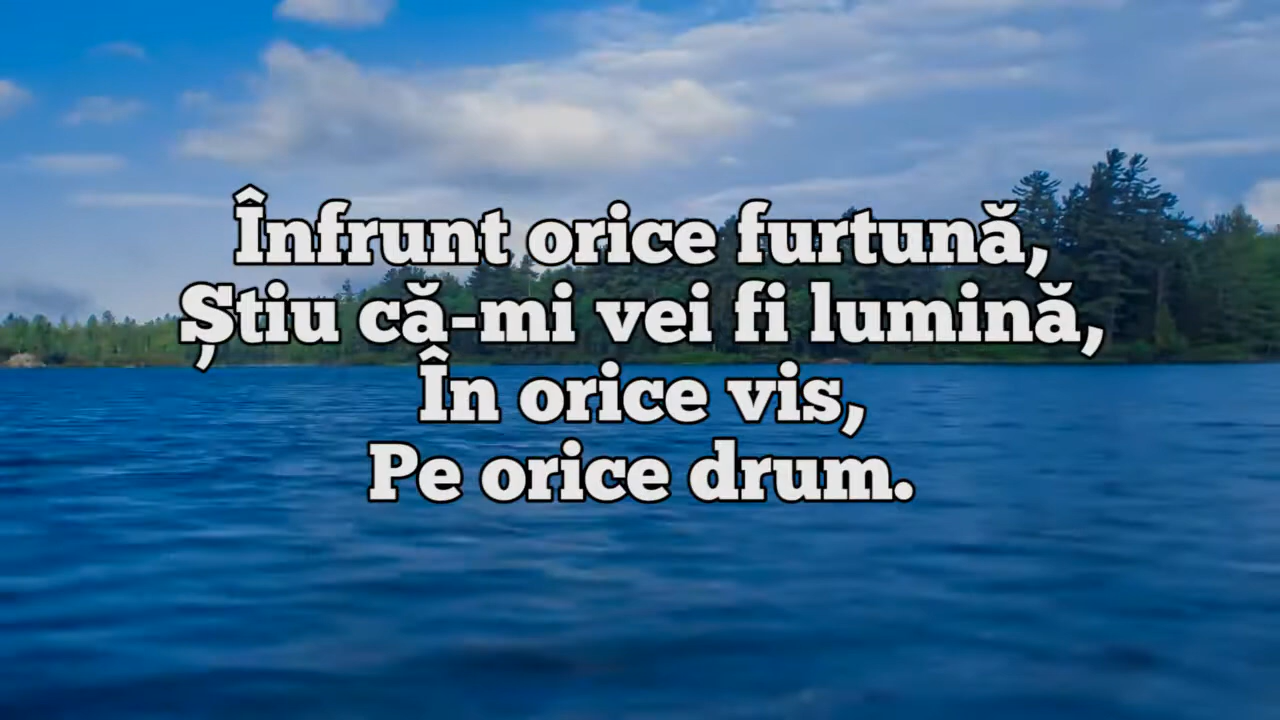 Înfrunt orice furtună,
Știu că-mi vei fi lumină,
În orice vis,
Pe orice drum.